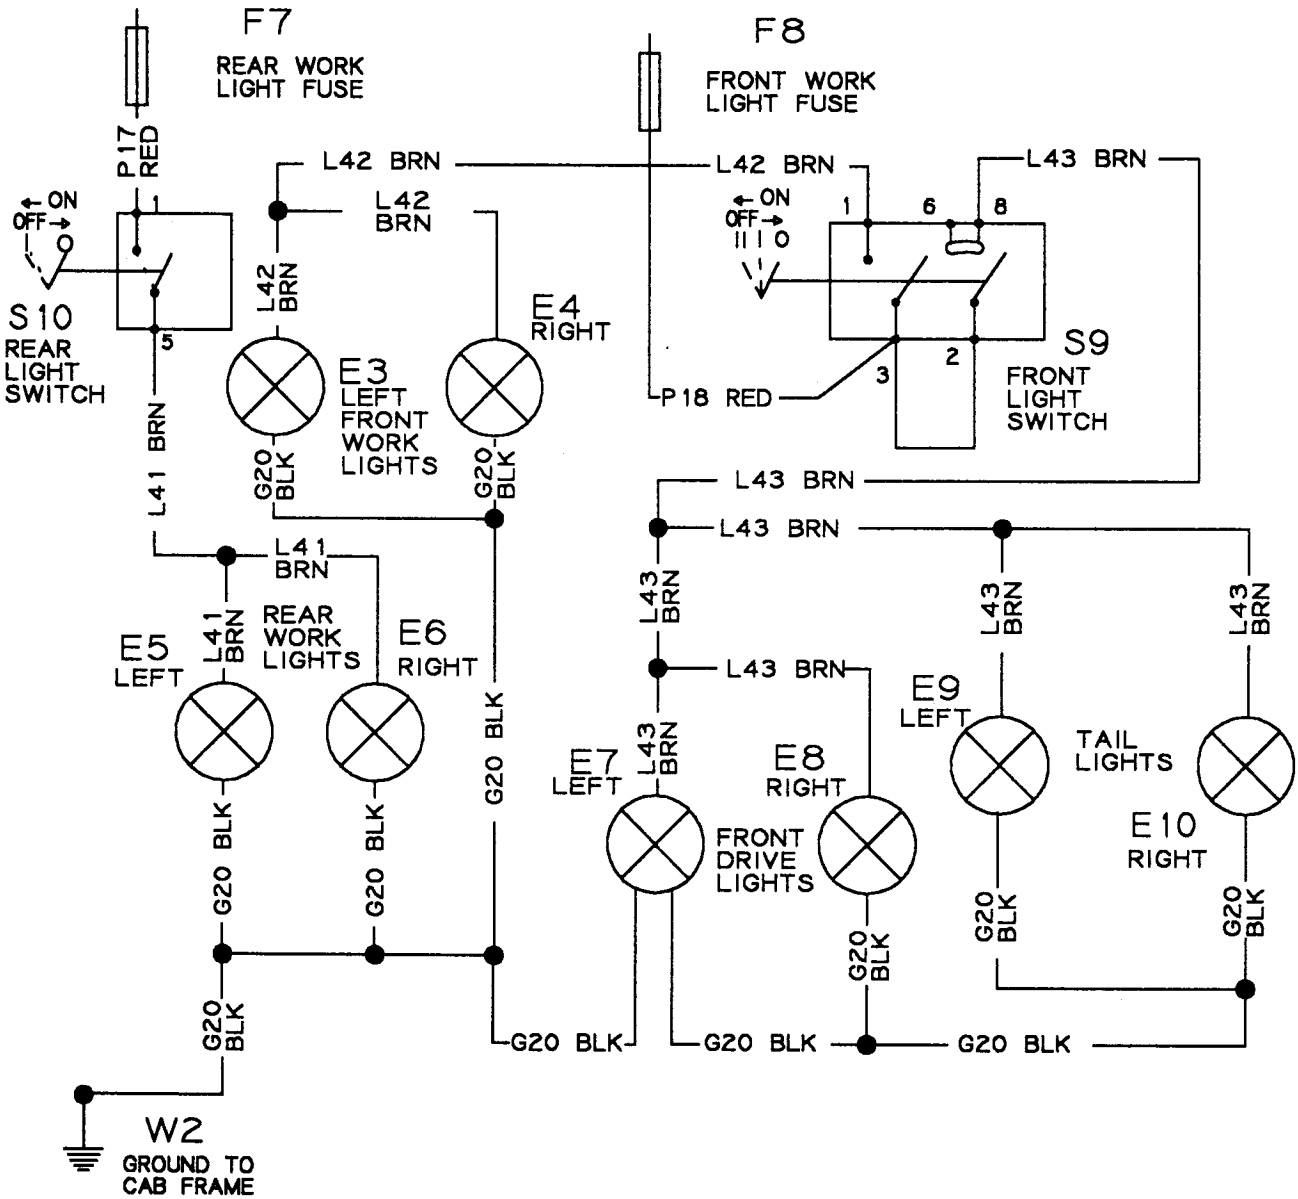 F7
REAR WORK
LIGHT FUSE
F8
FRONT WORK
LIGHT FUSE
P17
RED
L42 BRN
L42 BRN
L43 BRN
L42
BRN
← ON
OFF →
O
1
5
S10
REAR
LIGHT
SWITCH
← ON
OFF →
II I O
1
6
8
3
2
S9
FRONT
LIGHT
SWITCH
L42
BRN
E3
LEFT
FRONT
WORK
LIGHTS
E4
RIGHT
P18 RED
L41 BRN
G20
BLK
G20
BLK
L43 BRN
L43 BRN
L41
BRN
L41
BRN
REAR
WORK
LIGHTS
E5
LEFT
E6
RIGHT
L43
BRN
L43
BRN
L43
BRN
L43 BRN
G20 BLK
L43
BRN
E7
LEFT
E8
RIGHT
FRONT
DRIVE
LIGHTS
E9
LEFT
TAIL
LIGHTS
E10
RIGHT
G20 BLK
G20 BLK
G20
BLK
G20
BLK
G20
BLK
G20
BLK
G20 BLK
G20 BLK
G20 BLK
W2
GROUND TO
CAB FRAME